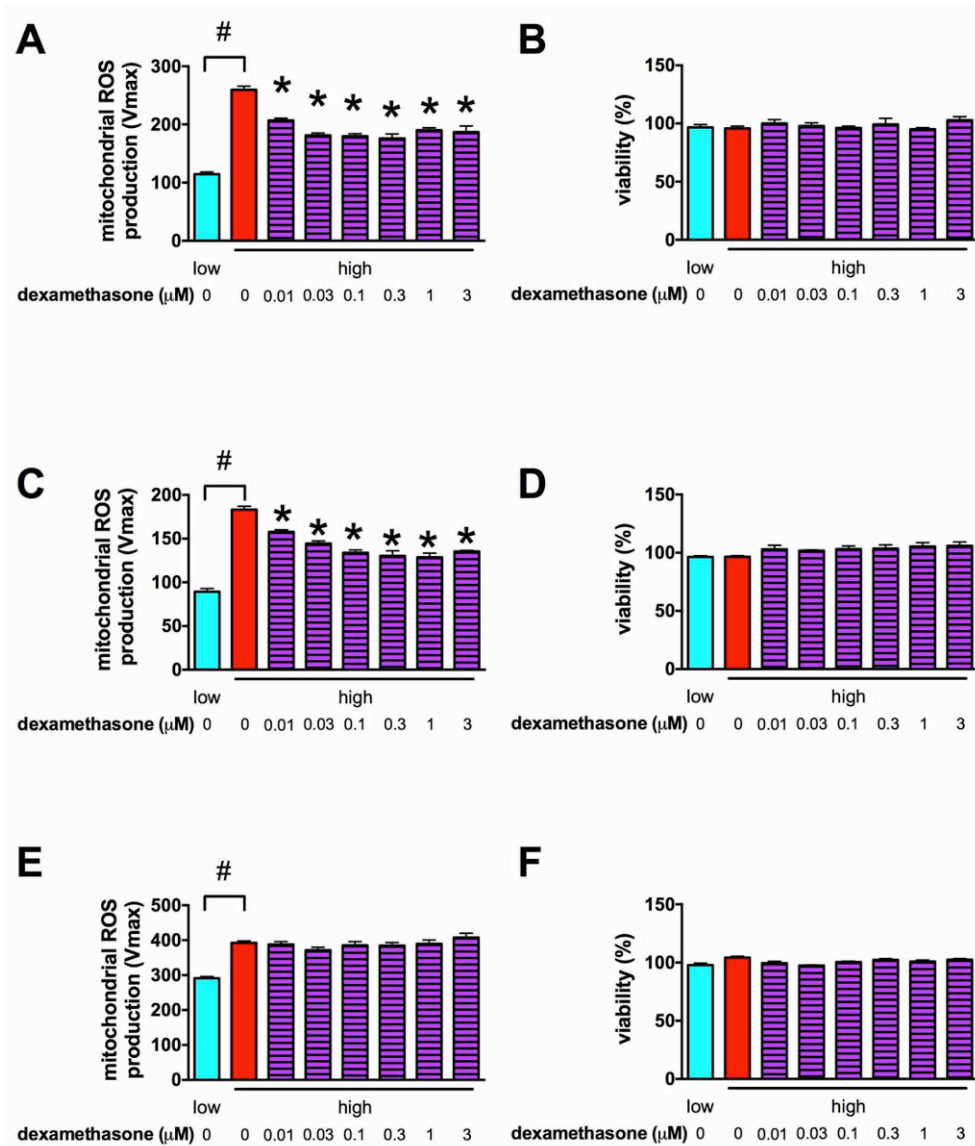 A
#
mitochondrial ROS
production (Vmax)
300
200
100
0
* * * * * *
low high
dexamethasone (μM) 0 0 0.01 0.03 0.1 0.3 1 3
B
viability (%)
150
100
50
0
low high
dexamethasone (μM) 0 0 0.01 0.03 0.1 0.3 1 3
C
#
mitochondrial ROS
production (Vmax)
200
150
100
50
0
* * * * * *
low high
dexamethasone (μM) 0 0 0.01 0.03 0.1 0.3 1 3
D
viability (%)
150
100
50
0
low high
dexamethasone (μM) 0 0 0.01 0.03 0.1 0.3 1 3
E
#
mitochondrial ROS
production (Vmax)
500
400
300
200
100
0
low high
dexamethasone (μM) 0 0 0.01 0.03 0.1 0.3 1 3
F
viability (%)
150
100
50
0
low high
dexamethasone (μM) 0 0 0.01 0.03 0.1 0.3 1 3